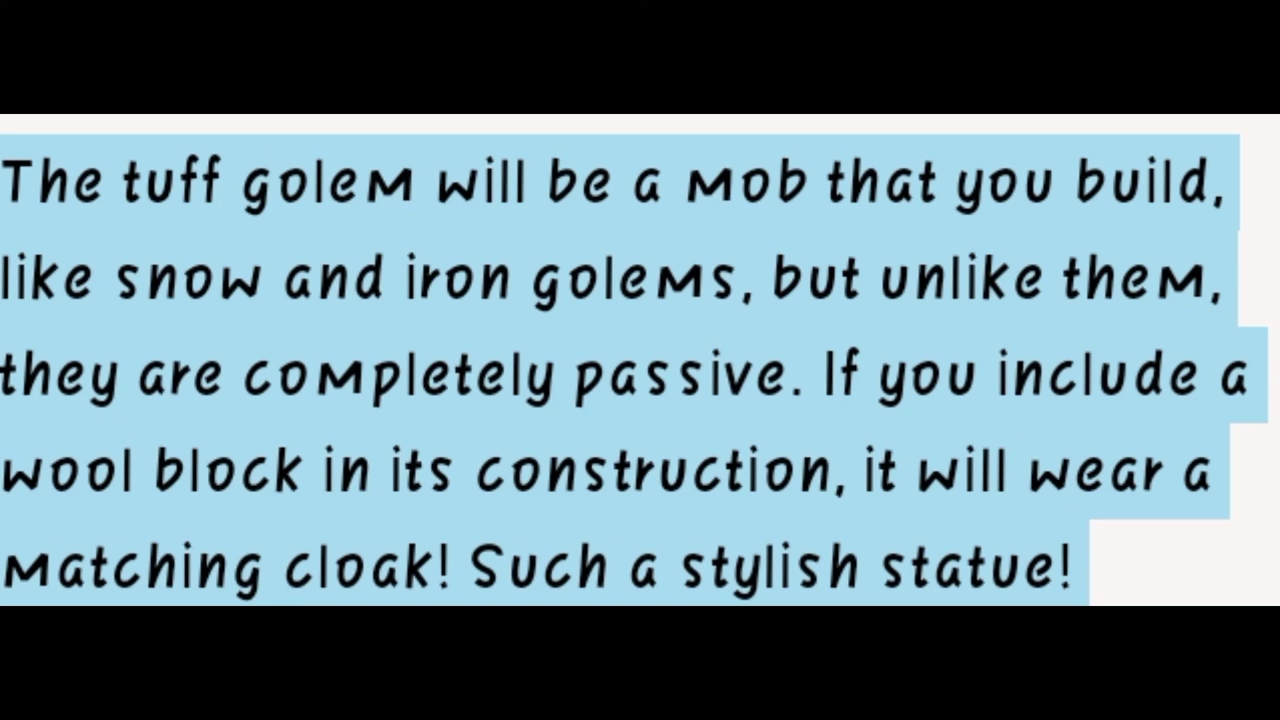 The tuff golem will be a mob that you build,
like snow and iron golems, but unlike them,
they are completely passive. If you include a
wool block in its construction, it will wear a
matching cloak! Such a stylish statue!